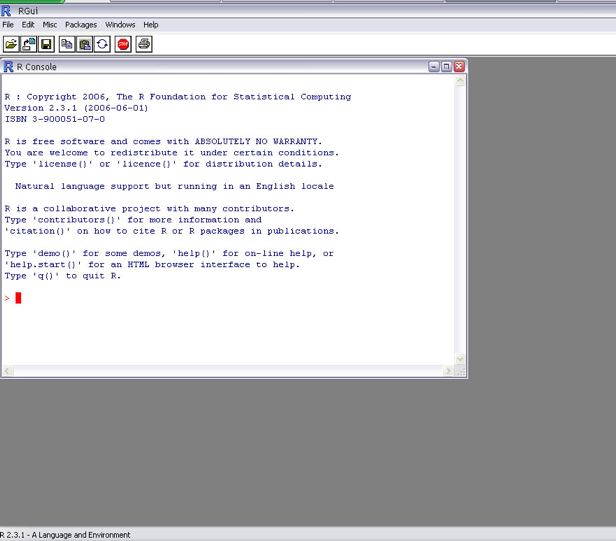 RGui
File Edit Misc Packages Windows Help
STOP
R Console
R : Copyright 2006, The R Foundation for Statistical Computing
Version 2.3.1 (2006-06-01)
ISBN 3-900051-07-0
R is free software and comes with ABSOLUTELY NO WARRANTY.
You are welcome to redistribute it under certain conditions.
Type 'license()' or 'licence()' for distribution details.
Natural language support but running in an English locale
R is a collaborative project with many contributors.
Type 'contributors()' for more information and
'citation()' on how to cite R or R packages in publications.
Type 'demo()' for some demos, 'help()' for on-line help, or
'help.start()' for an HTML browser interface to help.
Type 'q()' to quit R.
>
R 2.3.1 - A Language and Environment